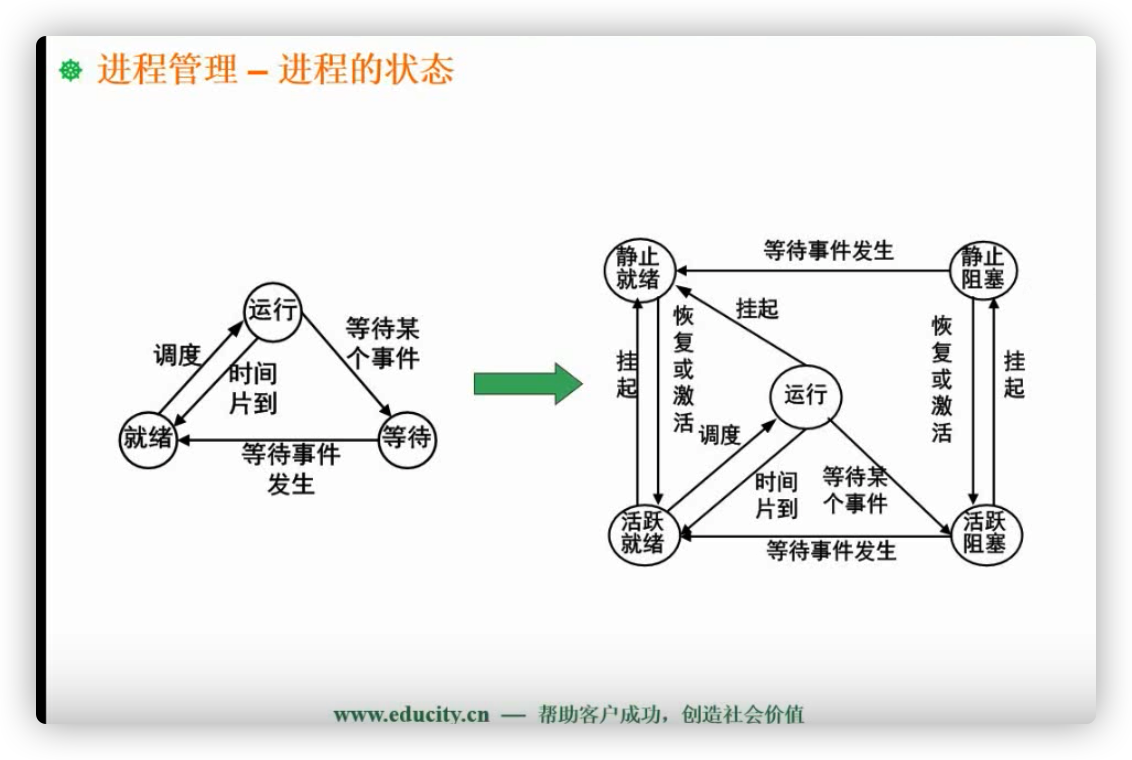 进程管理 – 进程的状态
运行
调度
等待某
个事件
时间
片到
就绪
等待
等待事件
发生
静止
就绪
等待事件发生
静止
阻塞
挂起
挂
起
恢
复
或
激
活
恢
复
或
激
活
挂
起
运行
调度
时间
片到
等待某
个事件
活跃
就绪
等待事件发生
活跃
阻塞
www.educity.cn — 帮助客户成功，创造社会价值